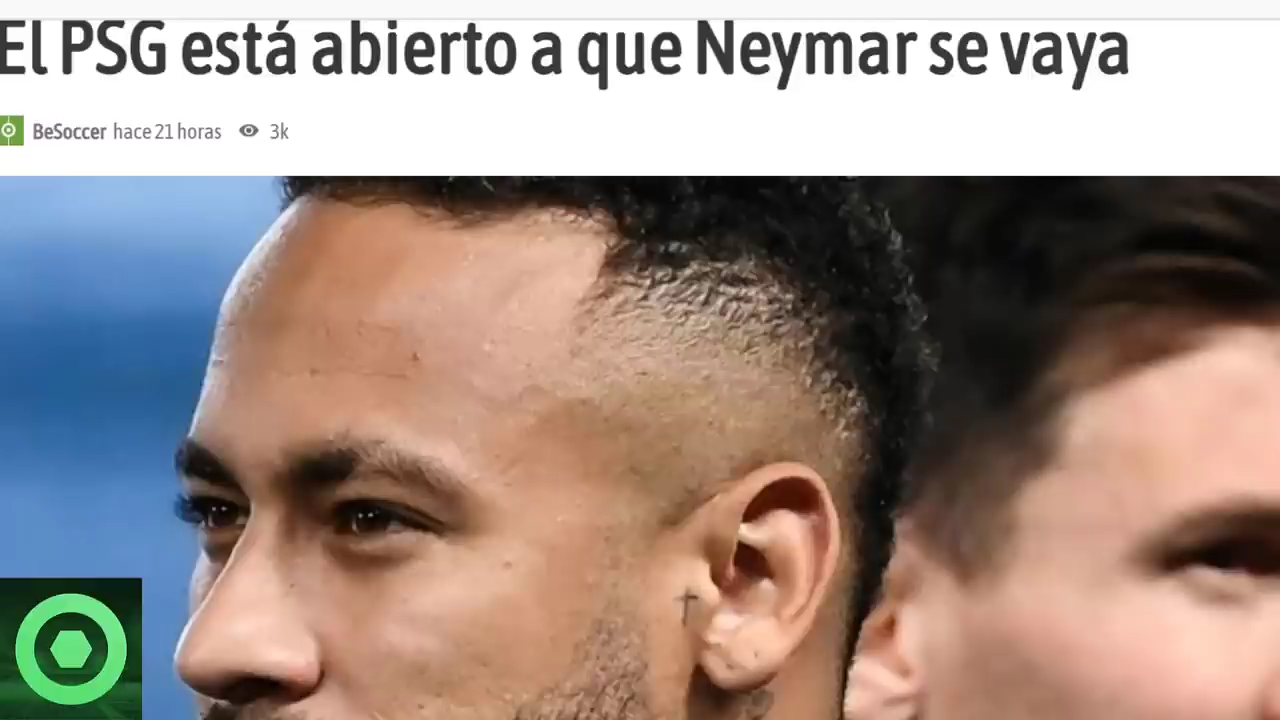 El PSG está abierto a que Neymar se vaya
BeSoccer hace 21 horas 3k